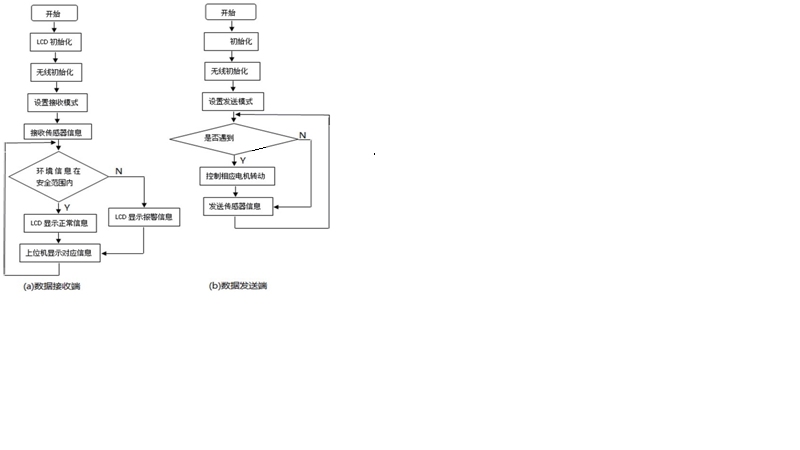 开始
LCD 初始化
无线初始化
设置接收模式
接收传感器信息
环境信息在
安全范围内
N
Y
LCD 显示正常信息
LCD 显示报警信息
上位机显示对应信息
(a)数据接收端
开始
初始化
无线初始化
设置发送模式
是否遇到
N
Y
控制相应电机转动
发送传感器信息
(b)数据发送端